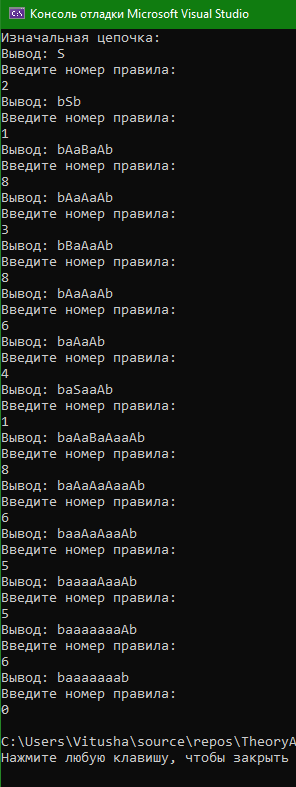 Консоль отладки Microsoft Visual Studio
Изначальная цепочка:
Вывод: S
Введите номер правила:
2
Вывод: bSb
Введите номер правила:
1
Вывод: bAaBaAb
Введите номер правила:
8
Вывод: bAaAaAb
Введите номер правила:
3
Вывод: bBaAaAb
Введите номер правила:
8
Вывод: bAaAaAb
Введите номер правила:
6
Вывод: baAaAb
Введите номер правила:
4
Вывод: baSaaAb
Введите номер правила:
1
Вывод: baAaBaAaaAb
Введите номер правила:
8
Вывод: baAaAaAaaAb
Введите номер правила:
6
Вывод: baaAaAaaAb
Введите номер правила:
5
Вывод: baaaaAaaAb
Введите номер правила:
5
Вывод: baaaaaaaAb
Введите номер правила:
6
Вывод: baaaaaaab
Введите номер правила:
0
C:\Users\Vitusha\source\repos\TheoryA
Нажмите любую клавишу, чтобы закрыть